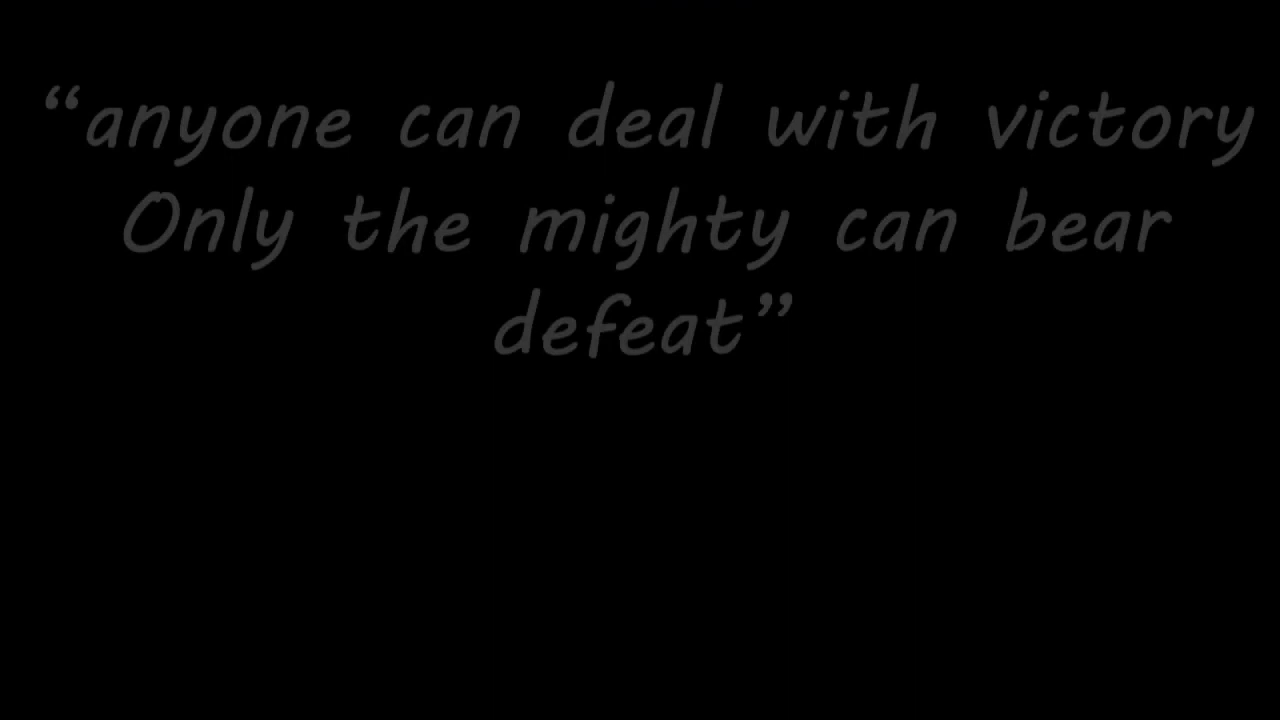 “anyone can deal with victory
Only the mighty can bear
defeat”